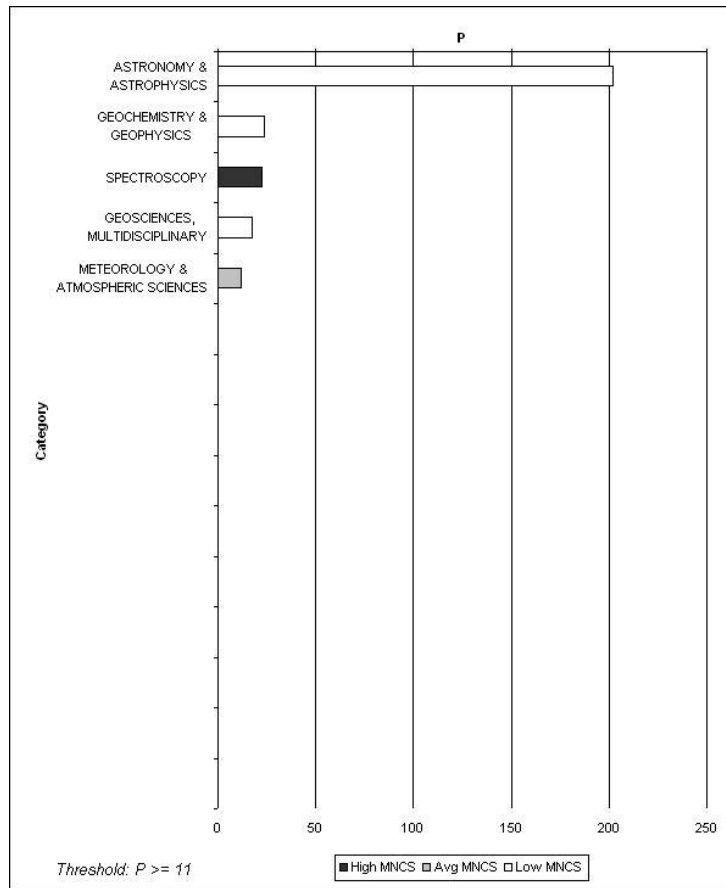 P
ASTRONOMY &
ASTROPHYSICS
GEOCHEMISTRY &
GEOPHYSICS
SPECTROSCOPY
GEOSCIENCES,
MULTIDISCIPLINARY
METEOROLOGY &
ATMOSPHERIC SCIENCES
Category
0 50 100 150 200 250
Threshold: P >= 11
High MNCS Avg MNCS Low MNCS